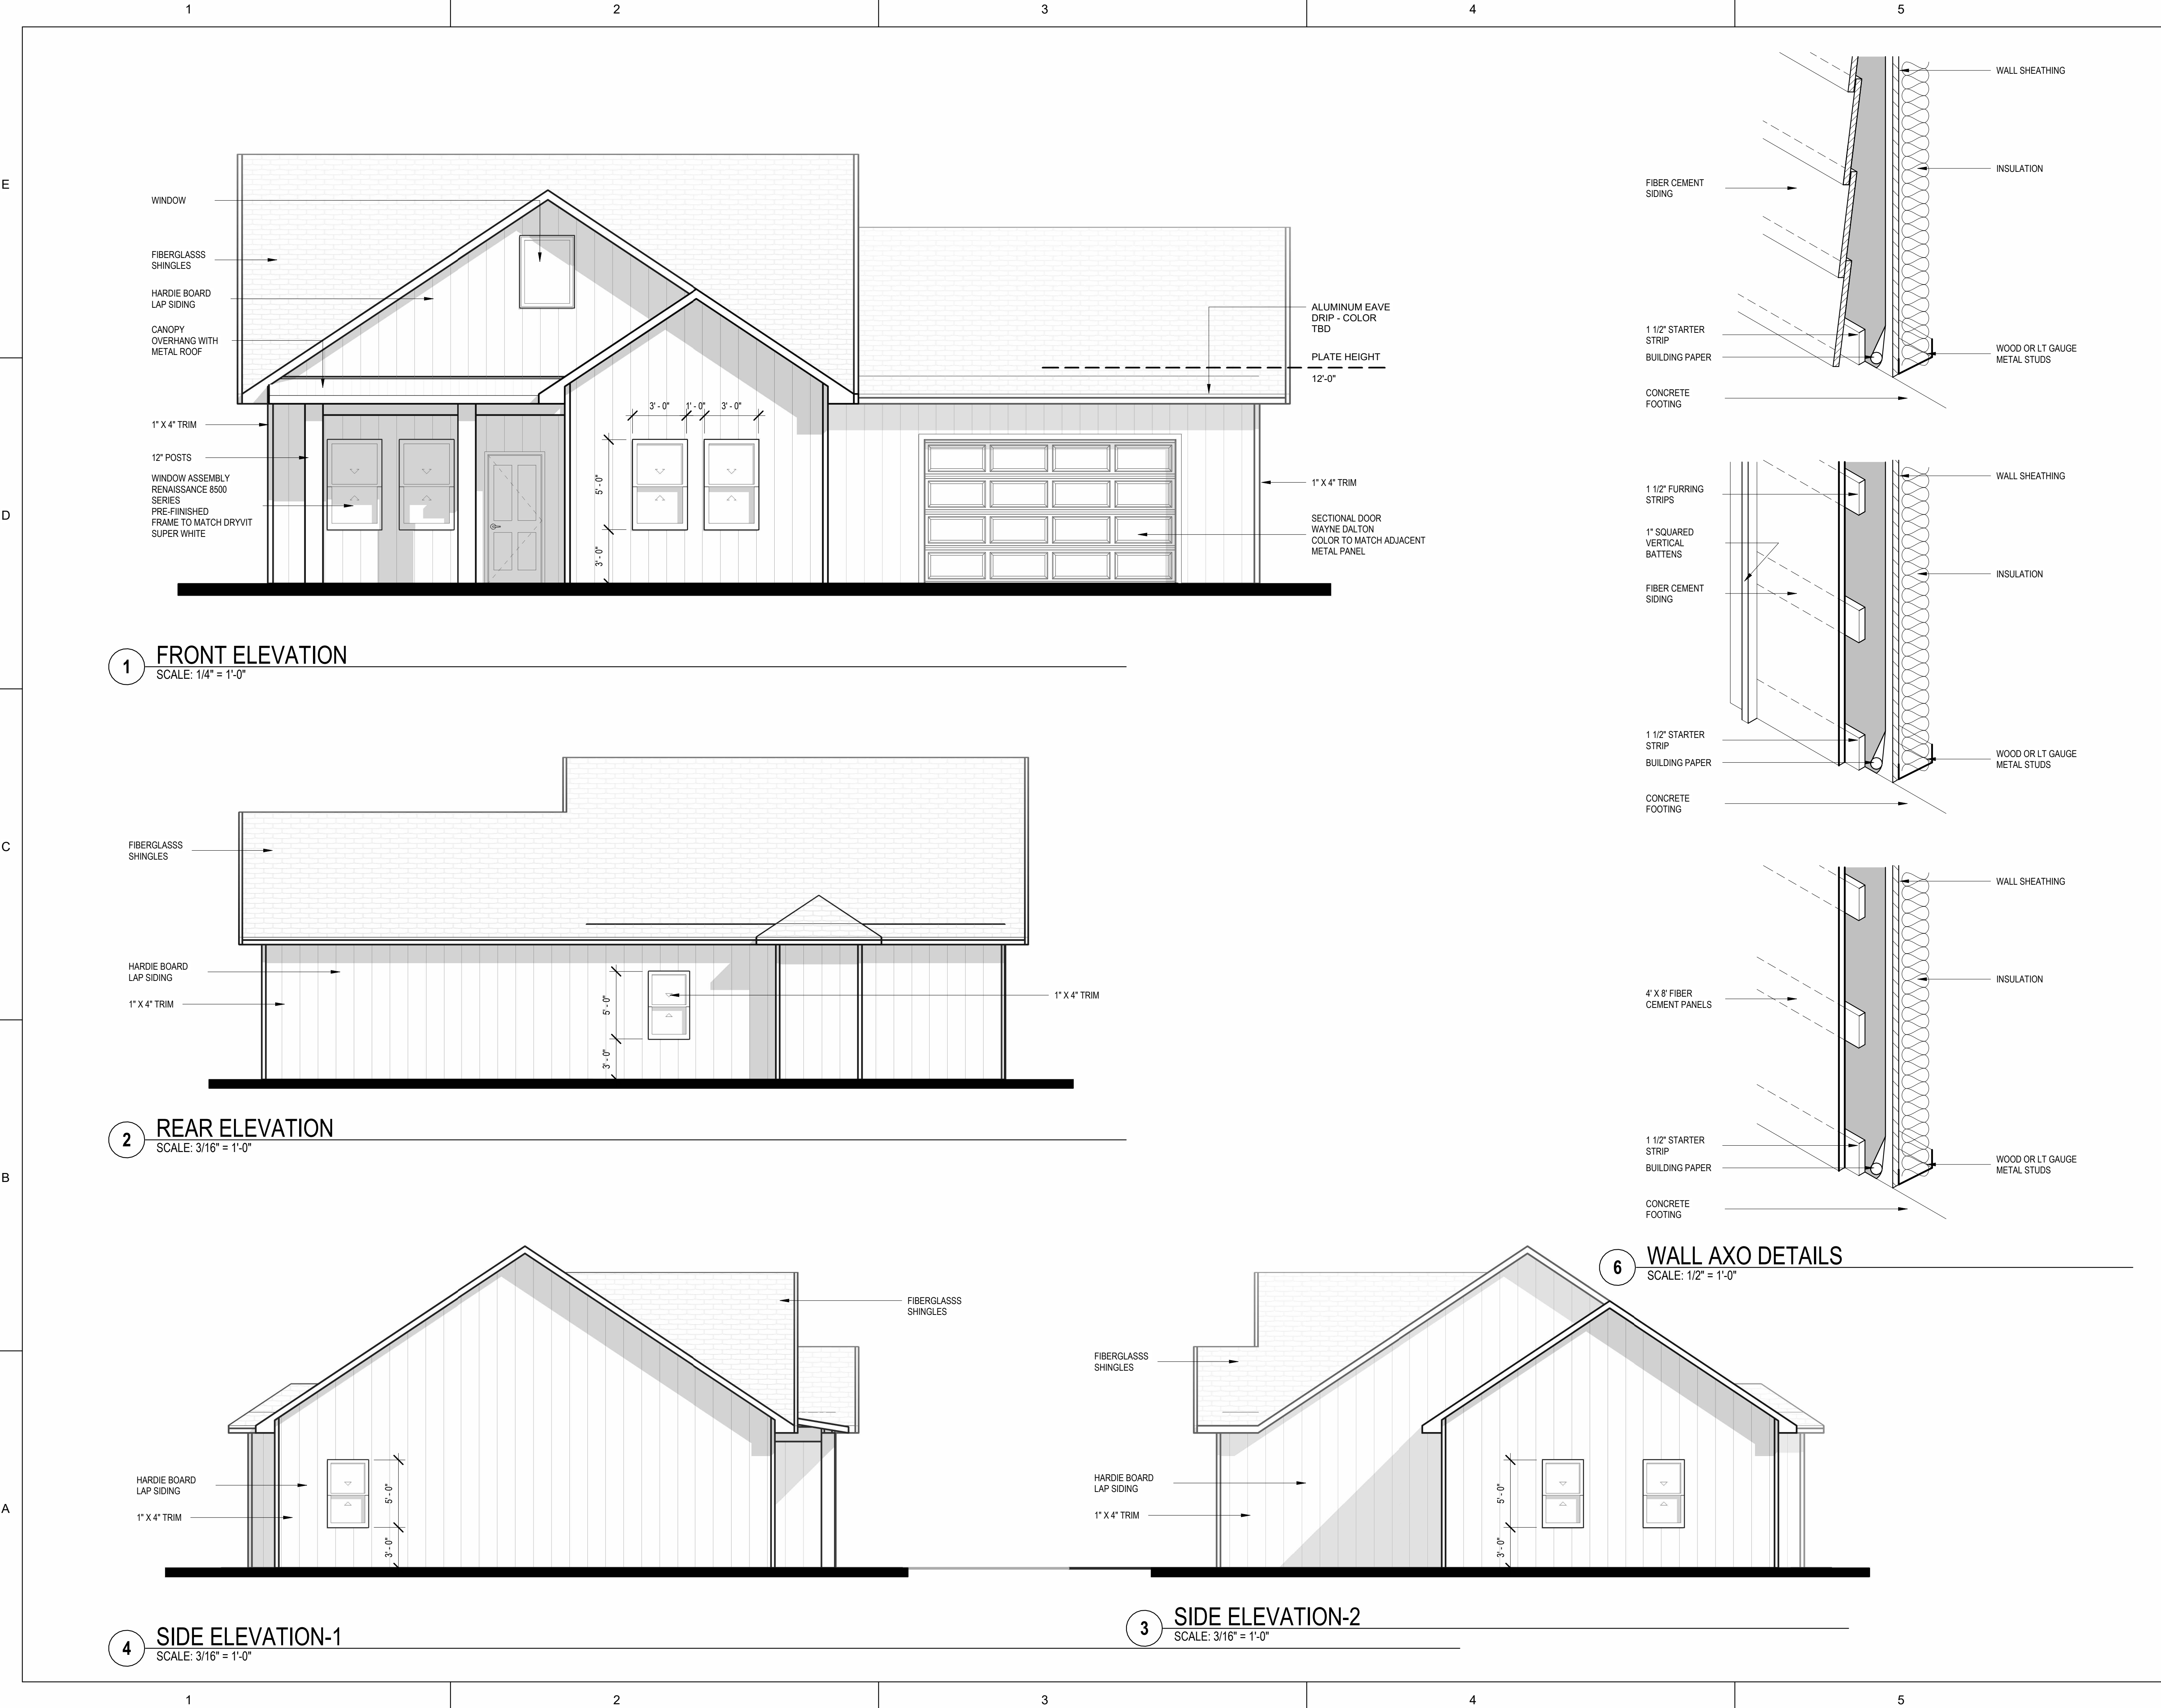 1
2
3
4
5
E
D
C
B
A
WINDOW
FIBERGLASSS
SHINGLES
HARDIE BOARD
LAP SIDING
CANOPY
OVERHANG WITH
METAL ROOF
1" X 4" TRIM
12" POSTS
WINDOW ASSEMBLY
RENAISSANCE 8500
SERIES
PRE-FIINISHED
FRAME TO MATCH DRYVIT
SUPER WHITE
3' - 0"
1' - 0"
3' - 0"
5' - 0"
3' - 0"
ALUMINUM EAVE
DRIP - COLOR
TBD
PLATE HEIGHT
12'-0"
1" X 4" TRIM
SECTIONAL DOOR
WAYNE DALTON
COLOR TO MATCH ADJACENT
METAL PANEL
1
FRONT ELEVATION
SCALE: 1/4" = 1'-0"
FIBERGLASSS
SHINGLES
HARDIE BOARD
LAP SIDING
1" X 4" TRIM
5' - 0"
3' - 0"
1" X 4" TRIM
2
REAR ELEVATION
SCALE: 3/16" = 1'-0"
FIBERGLASSS
SHINGLES
HARDIE BOARD
LAP SIDING
1" X 4" TRIM
5' - 0"
3' - 0"
4
SIDE ELEVATION-1
SCALE: 3/16" = 1'-0"
FIBERGLASSS
SHINGLES
HARDIE BOARD
LAP SIDING
1" X 4" TRIM
5' - 0"
3' - 0"
3
SIDE ELEVATION-2
SCALE: 3/16" = 1'-0"
FIBER CEMENT
SIDING
1 1/2" STARTER
STRIP
BUILDING PAPER
CONCRETE
FOOTING
WALL SHEATHING
INSULATION
WOOD OR LT GAUGE
METAL STUDS
1 1/2" FURRING
STRIPS
1" SQUARED
VERTICAL
BATTENS
FIBER CEMENT
SIDING
1 1/2" STARTER
STRIP
BUILDING PAPER
CONCRETE
FOOTING
WALL SHEATHING
INSULATION
WOOD OR LT GAUGE
METAL STUDS
4' X 8' FIBER
CEMENT PANELS
1 1/2" STARTER
STRIP
BUILDING PAPER
CONCRETE
FOOTING
WALL SHEATHING
INSULATION
WOOD OR LT GAUGE
METAL STUDS
6
WALL AXO DETAILS
SCALE: 1/2" = 1'-0"
1
2
3
4
5